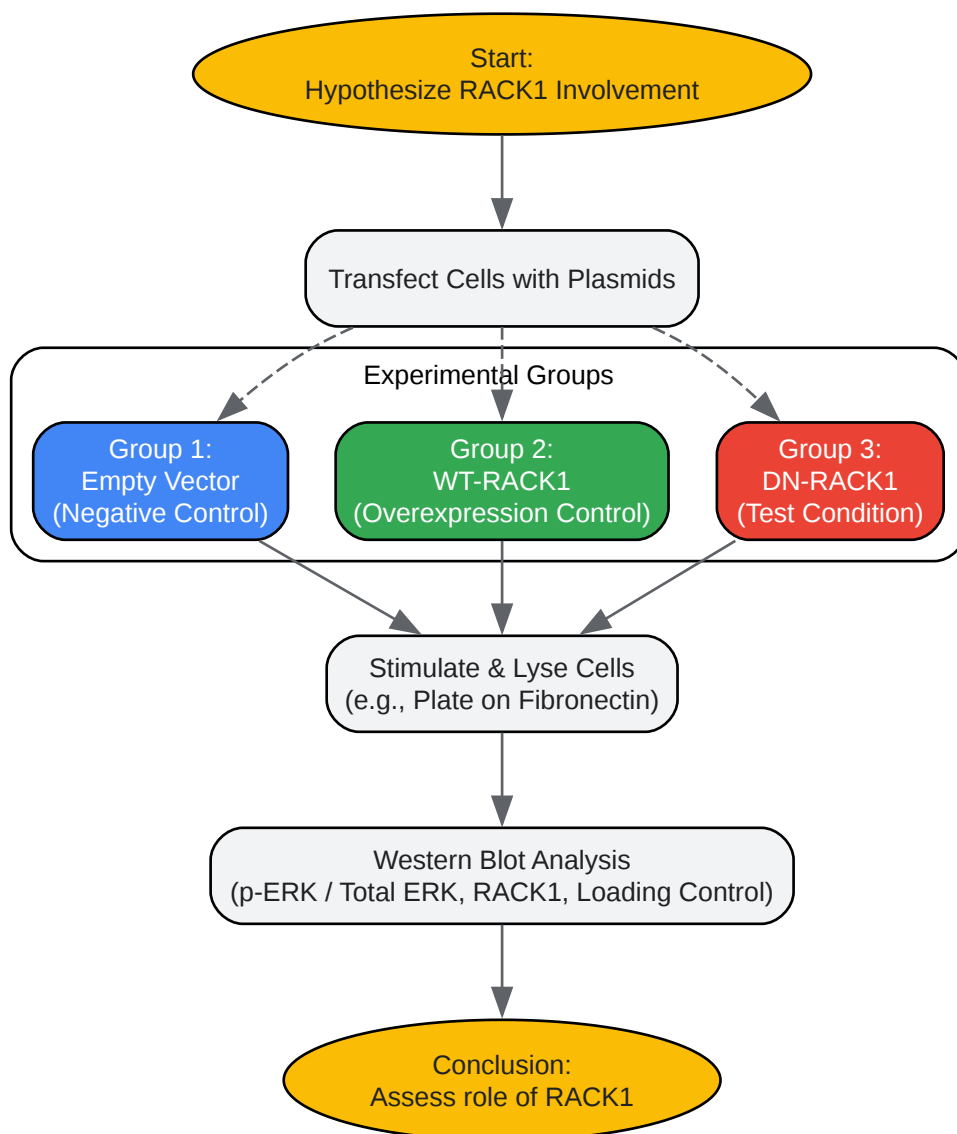 Start:
Hypothesize RACK1 Involvement
Transfect Cells with Plasmids
Experimental Groups
Group 1:
Empty Vector
(Negative Control)
Group 2:
WT-RACK1
(Overexpression Control)
Group 3:
DN-RACK1
(Test Condition)
Stimulate & Lyse Cells
(e.g., Plate on Fibronectin)
Western Blot Analysis
(p-ERK / Total ERK, RACK1, Loading Control)
Conclusion:
Assess role of RACK1